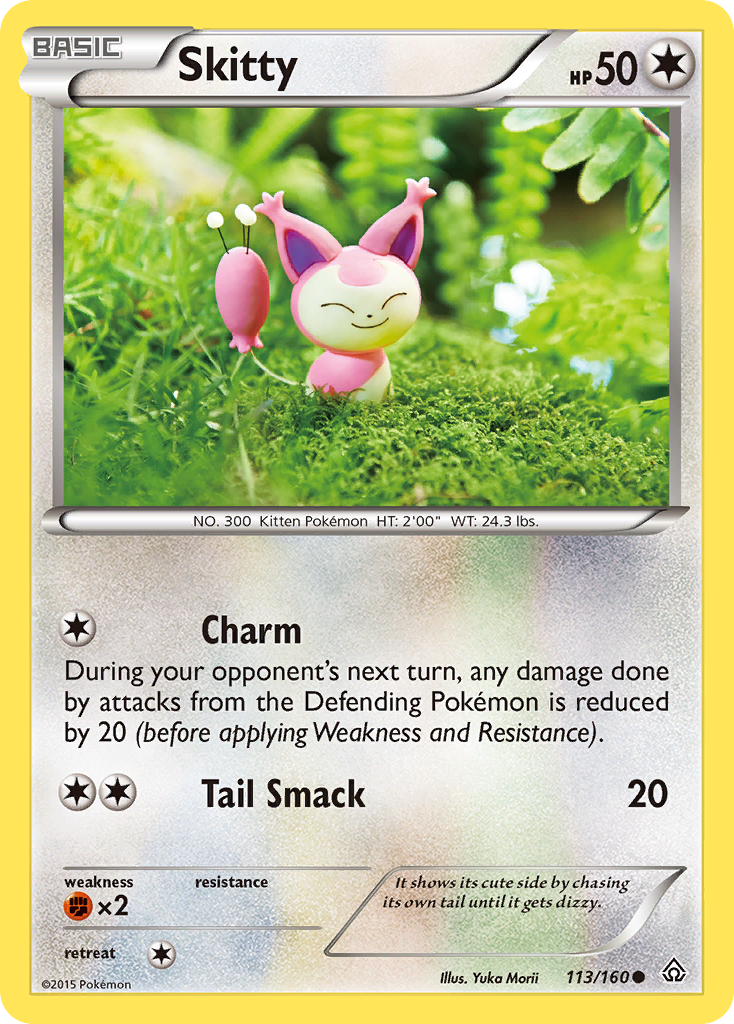 BASIC
Skitty
HP 50
NO. 300 Kitten Pokémon HT: 2'00" WT: 24.3 lbs.
Charm
During your opponent's next turn, any damage done
by attacks from the Defending Pokémon is reduced
by 20 (before applying Weakness and Resistance).
Tail Smack 20
weakness resistance
×2
It shows its cute side by chasing
its own tail until it gets dizzy.
retreat
©2015 Pokémon
Illus. Yuka Morii 113/160